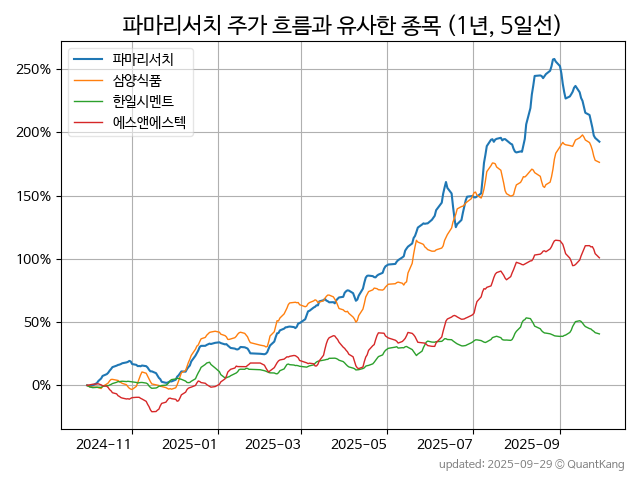 파마리서치 주가 흐름과 유사한 종목 (1년, 5일선)
파마리서치
삼양식품
한일시멘트
에스앤에스텍
250%
200%
150%
100%
50%
0%
2024-11 2025-01 2025-03 2025-05 2025-07 2025-09
updated: 2025-09-29 © QuantKang